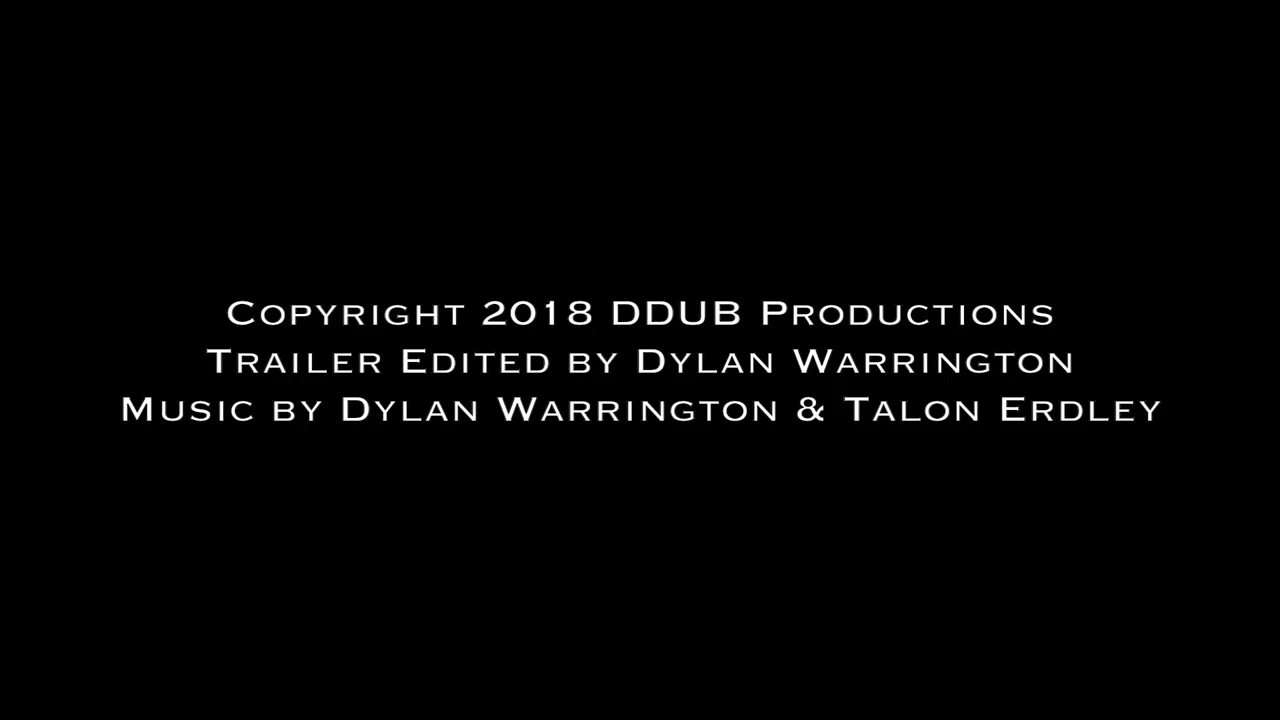 Copyright 2018 DDUB Productions
Trailer Edited by Dylan Warrington
Music by Dylan Warrington & Talon Erdley